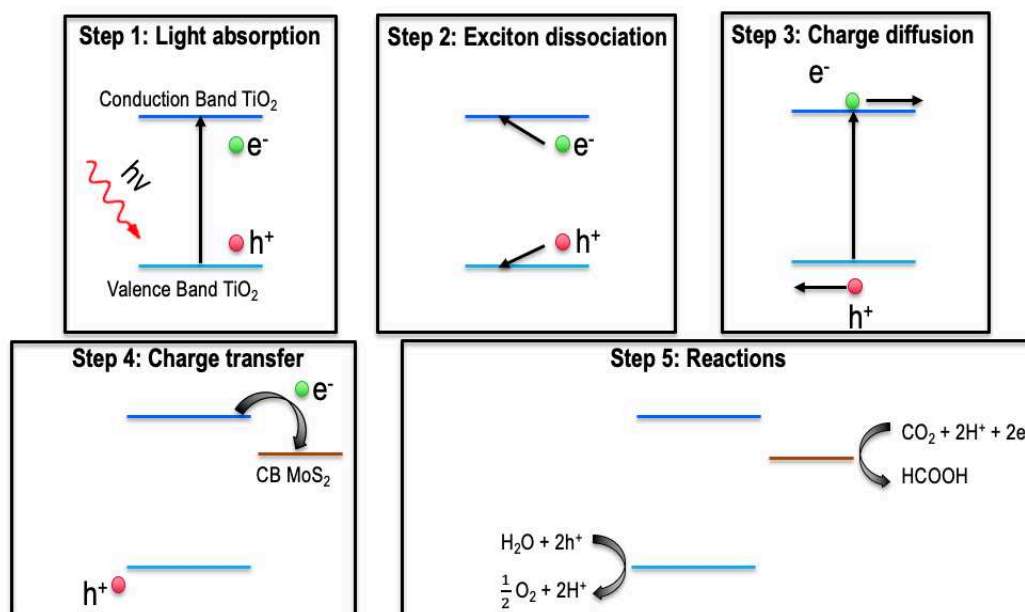 Step 1: Light absorption
Conduction Band TiO₂
e⁻
hν
h⁺
Valence Band TiO₂
Step 2: Exciton dissociation
e⁻
h⁺
Step 3: Charge diffusion
e⁻
h⁺
Step 4: Charge transfer
e⁻
CB MoS₂
h⁺
Step 5: Reactions
CO₂ + 2H⁺ + 2e
HCOOH
H₂O + 2h⁺
½ O₂ + 2H⁺